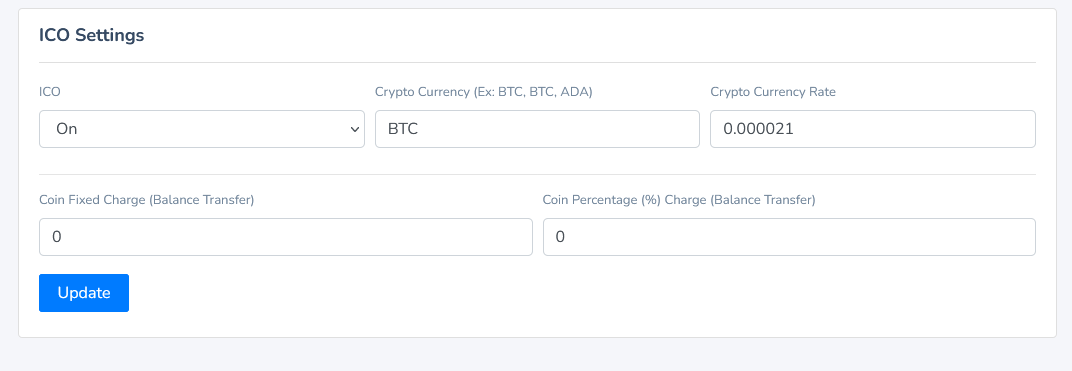 ICO Settings
ICO
Crypto Currency (Ex: BTC, BTC, ADA)
Crypto Currency Rate
On
BTC
0.000021
Coin Fixed Charge (Balance Transfer)
Coin Percentage (%) Charge (Balance Transfer)
0
0
Update